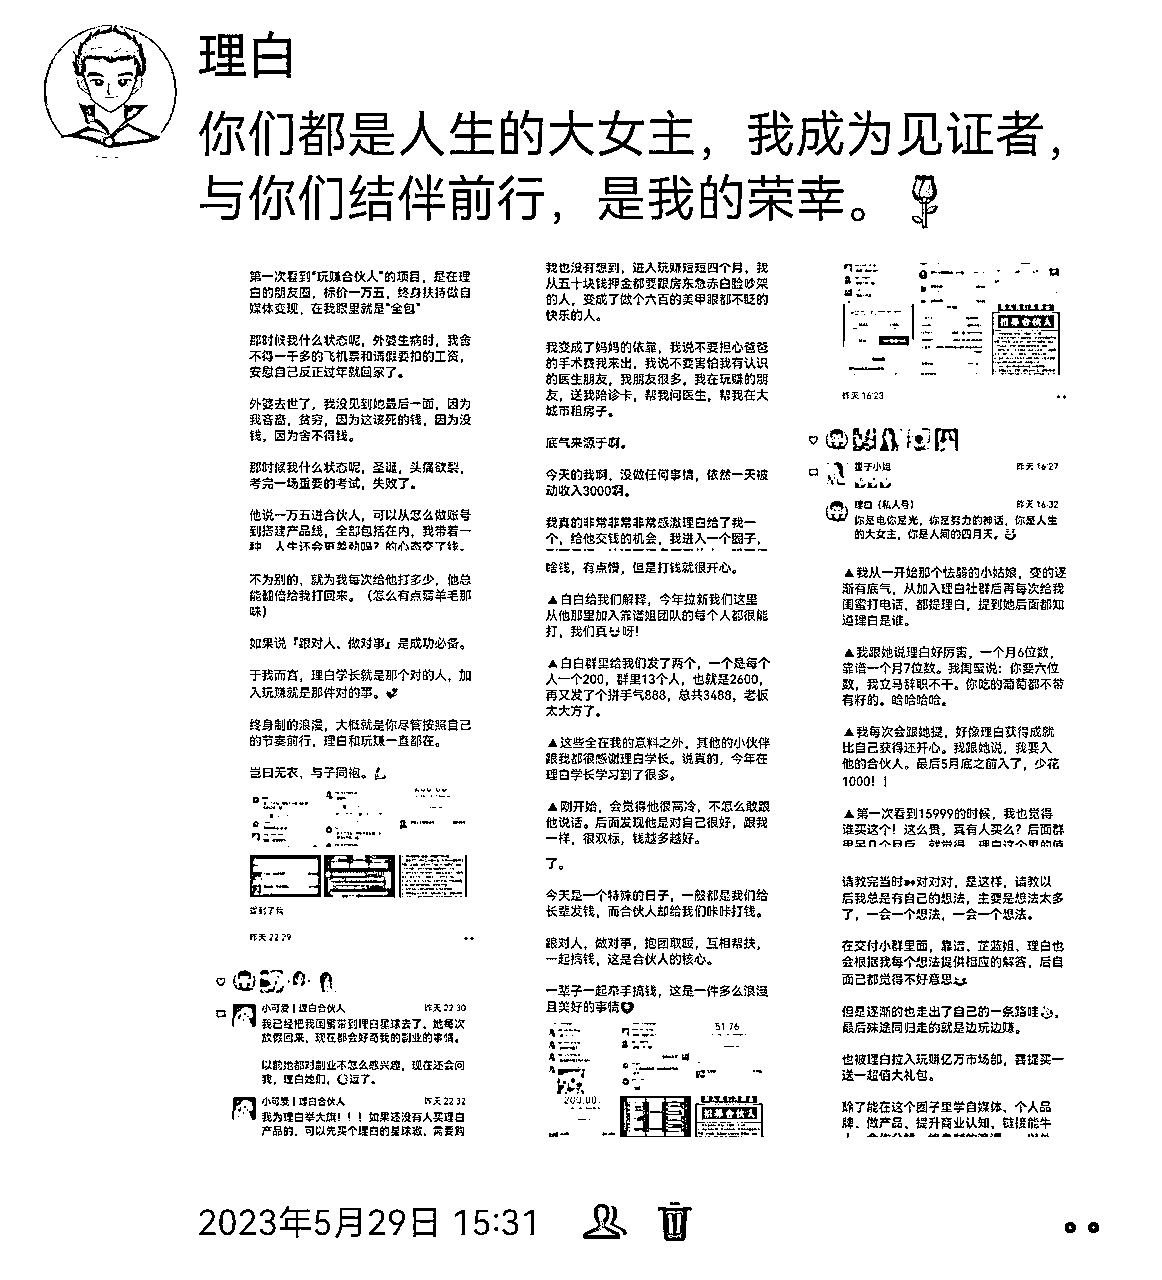 理白
你们都是人生的大女主，我成为见证者，
与你们结伴前行，是我的荣幸。
第一次看到"玩赚合伙人"的项目，是在理
白的朋友圈，标价一万五，终身扶持做自
媒体变现，在我眼里就是"全包"
那时候我什么状态呢，外婆生病时，我舍
不得一千多的飞机票和请假要扣的工资，
安慰自己反正过年就回家了。
外婆去世了，我没见到她最后一面，因为
我吝啬，贫穷，因为这该死的钱，因为没
钱，因为舍不得钱。
那时候我什么状态呢，圣诞，头痛欲裂，
考完一场重要的考试，失败了。
他说一万五进合伙人，可以从怎么做账号
到搭建产品线，全部包括在内，我带着一
种，人生还会更差劲吗？的心态交了钱。
我也没有想到，进入玩赚短短四个月，我
从五十块钱押金都要跟房东急赤白脸吵架
的人，变成了做个六百的美甲眼都不眨的
快乐的人。
我变成了妈妈的依靠，我说不要担心爸爸
的手术费我来出，我说不要害怕我有认识
的医生朋友，我朋友很多，我在玩赚的朋
友，送我陪诊卡，帮我问医生，帮我在大
城市租房子。
底气来源于啊。
今天的我啊，没做任何事情，依然一天被
动收入3000啊。
我真的非常非常非常感激理白给了我一
个，给他交钱的机会，我进入一个圈子，
昨天 16:23
童子小姐
昨天 16:27
理白（私人号）
昨天 16:32
你是电你是光，你是努力的神话，你是人生
的大女主，你是人间的四月天。
不为别的，就为我每次给他打多少，他总
能翻倍给我打回来。（怎么有点薅羊毛那
味）
如果说『跟对人、做对事』是成功必备。
于我而言，理白学长就是那个对的人，加
入玩赚就是那件对的事。
终身制的浪漫，大概就是你尽管按照自己
的节奏前行，理白和玩赚一直都在。
岂曰无衣，与子同袍。
昨天 22:29
小可爱 | 理白合伙人
昨天 22:30
我已经把我闺蜜带到理白星球去了，她每次
放假回来，现在都会好奇我的副业的事情。
以前她都对副业不怎么感兴趣，现在还会问
我，理白她们，逗了。
小可爱 | 理白合伙人
昨天 22:32
我为理白举大旗！！！如果还没有人买理白
产品的，可以先买个理白的星球欸，需要购
啥钱，有点懵，但是打钱就很开心。
▲白白给我们解释，今年拉新我们这里
从他那里加入靠谱姐团队的每个人都很能
打，我们真呀！
▲白白群里给我们发了两个，一个是每个
人一个200，群里13个人，也就是2600，
再又发了个拼手气888，总共3488，老板
太大方了。
▲这些全在我的意料之外，其他的小伙伴
跟我都很感谢理白学长。说真的，今年在
理白学长学习到了很多。
▲刚开始，会觉得他很高冷，不怎么敢跟
他说话。后面发现他是对自己很好，跟我
一样，很双标，钱越多越好。
了。
今天是一个特殊的日子，一般都是我们给
长辈发钱，而合伙人却给我们咔咔打钱。
跟对人，做对事，抱团取暖，互相帮扶，
一起搞钱，这是合伙人的核心。
一辈子一起牵手搞钱，这是一件多么浪漫
且美好的事情
51.76
200.00
招募合伙人
▲我从一开始那个怯弱的小姑娘，变的逐
渐有底气，从加入理白社群后再每次给我
闺蜜打电话，都提理白，提到她后面都知
道理白是谁。
▲我跟她说理白好厉害，一个月6位数，
靠谱一个月7位数。我闺蜜说：你要六位
数，我立马辞职不干。你吃的葡萄都不带
有籽的。哈哈哈哈。
▲我每次会跟她提，好像理白获得成就
比自己获得还开心。我跟她说，我要入
他的合伙人。最后5月底之前入了，少花
1000！
▲第一次看到15999的时候，我也觉得
谁买这个！这么贵，真有人买么？后面群
请教完当时对对对，是这样，请教以
后我总是有自己的想法，主要是想法太多
了，一会一个想法，一会一个想法。
在交付小群里面，靠谱、芷蓝姐、理白也
会根据我每个想法提供相应的解答，后自
面己都觉得不好意思
但是逐渐的也走出了自己的一条路哇，
最后殊途同归走的就是边玩边赚。
也被理白拉入玩赚亿万市场部，喜提买一
送一超值大礼包。
除了能在这个圈子里学自媒体、个人品
牌、做产品、提升商业认知、链接能牛
2023年5月29日 15:31